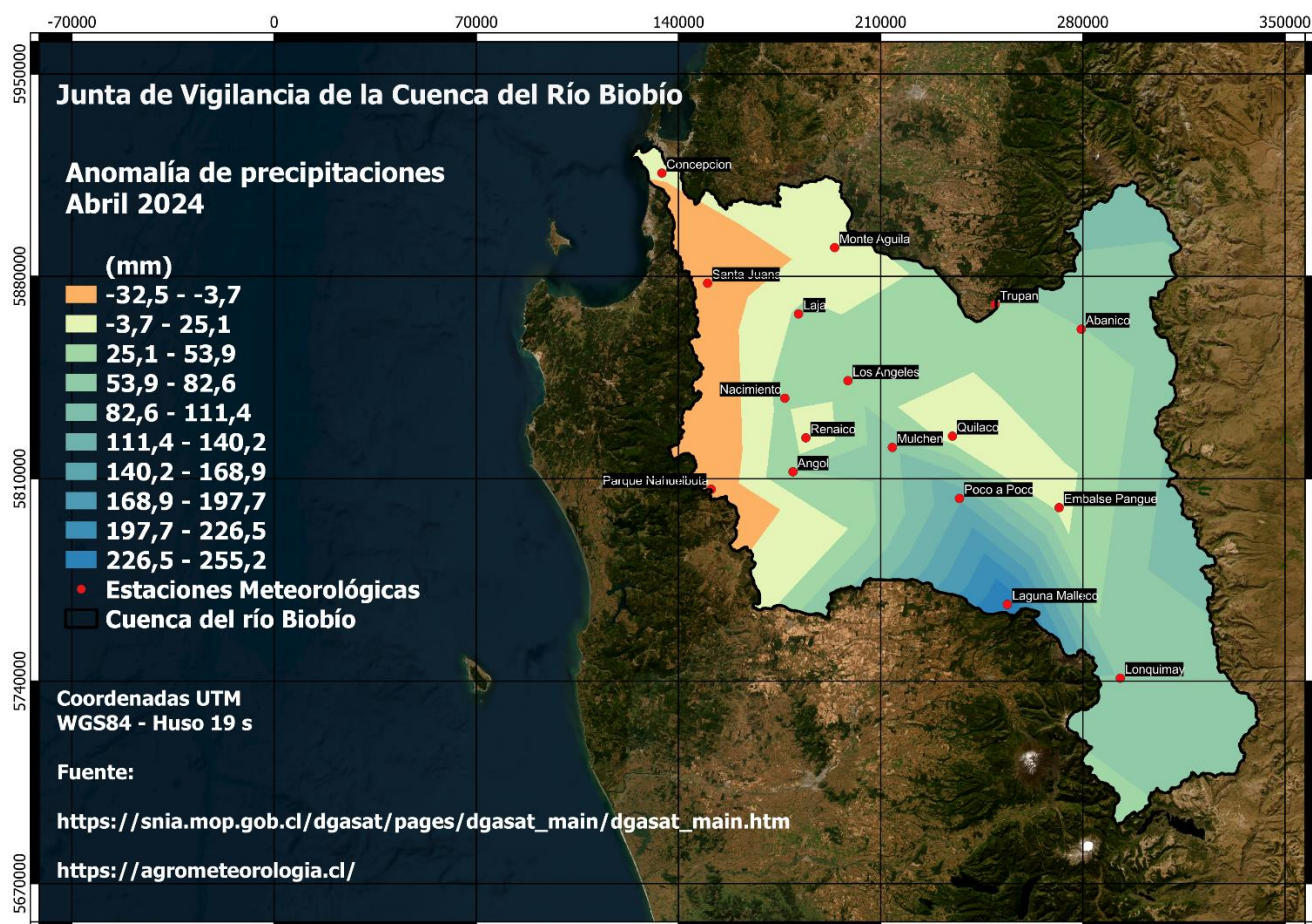 -70000 0 70000 140000 210000 280000 350000
5950000
5880000
5810000
5740000
5670000
Junta de Vigilancia de la Cuenca del Río Biobío
Anomalía de precipitaciones
Abril 2024
(mm)
-32,5 - -3,7
-3,7 - 25,1
25,1 - 53,9
53,9 - 82,6
82,6 - 111,4
111,4 - 140,2
140,2 - 168,9
168,9 - 197,7
197,7 - 226,5
226,5 - 255,2
Estaciones Meteorológicas
Cuenca del río Biobío
Coordenadas UTM
WGS84 - Huso 19 s
Fuente:
https://snia.mop.gob.cl/dgasat/pages/dgasat_main/dgasat_main.htm
https://agrometeorologia.cl/
Concepcion
Monte Aguila
Santa Juana
Trupan
Laja
Abanico
Los Angeles
Nacimiento
Renaico
Quilaco
Mulchen
Angol
Parque Nahuelbuta
Poco a Poco
Embalse Pangue
Laguna Malleco
Lonquimay